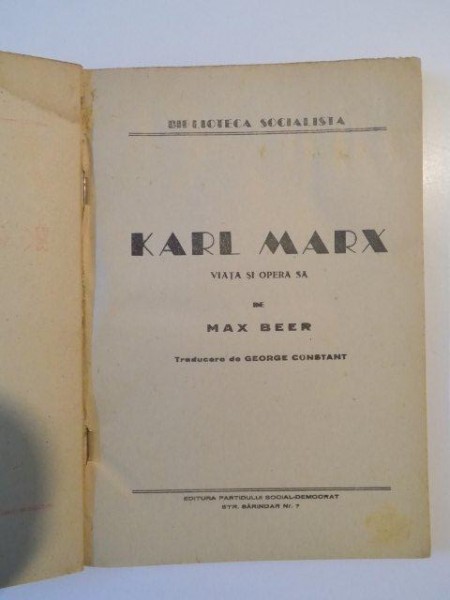 BIBLIOTECA SOCIALISTA
KARL MARX
VIAȚA ȘI OPERA SA
DE
MAX BEER
Traducere de GEORGE CONSTANT
EDITURA PARTIDULUI SOCIAL-DEMOCRAT
STR. SĂRINDAR Nr. 7